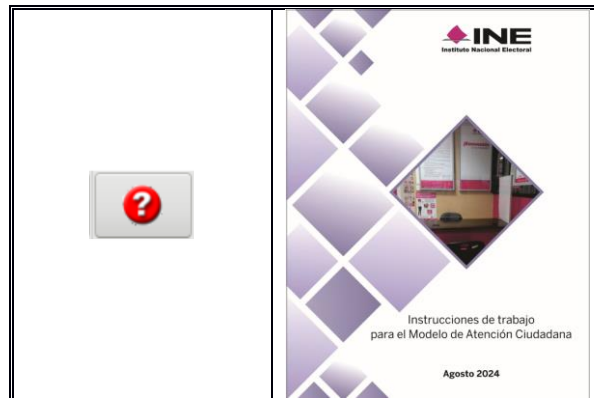 ?
INE
Instituto Nacional Electoral
Instrucciones de trabajo
para el Modelo de Atención Ciudadana
Agosto 2024